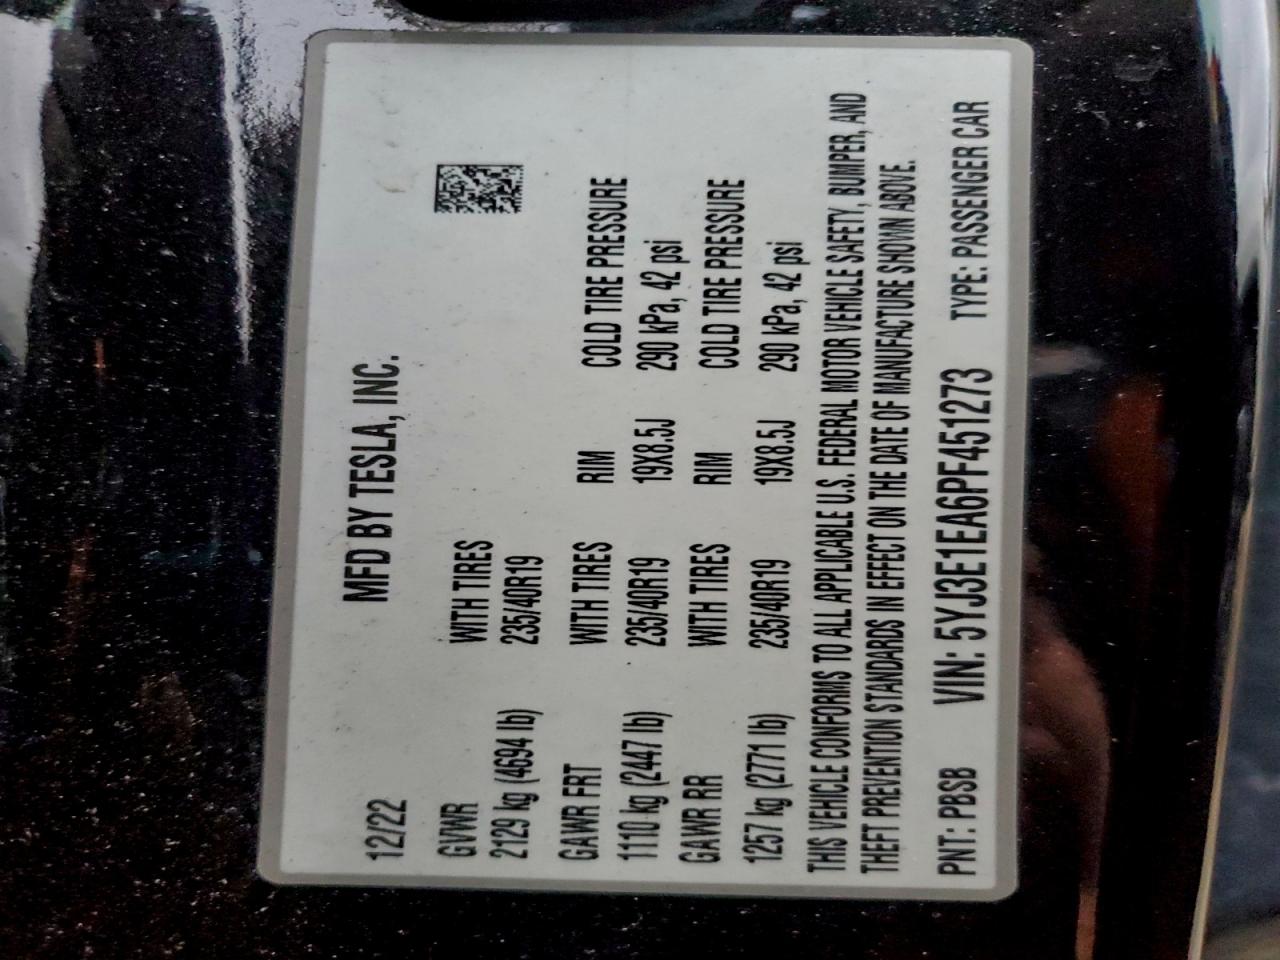 12/22 MFD BY TESLA, INC.
GVWR WITH TIRES
2129 kg (4694 lb) 235/40R19
GAWR FRT WITH TIRES RIM COLD TIRE PRESSURE
1110 kg (2447 lb) 235/40R19 19X8.5J 290 kPa, 42 psi
GAWR RR WITH TIRES RIM COLD TIRE PRESSURE
1257 kg (2771 lb) 235/40R19 19X8.5J 290 kPa, 42 psi
THIS VEHICLE CONFORMS TO ALL APPLICABLE U.S. FEDERAL MOTOR VEHICLE SAFETY, BUMPER, AND
THEFT PREVENTION STANDARDS IN EFFECT ON THE DATE OF MANUFACTURE SHOWN ABOVE.
PNT: PBSB VIN: 5YJ3E1EA6PF451273 TYPE: PASSENGER CAR